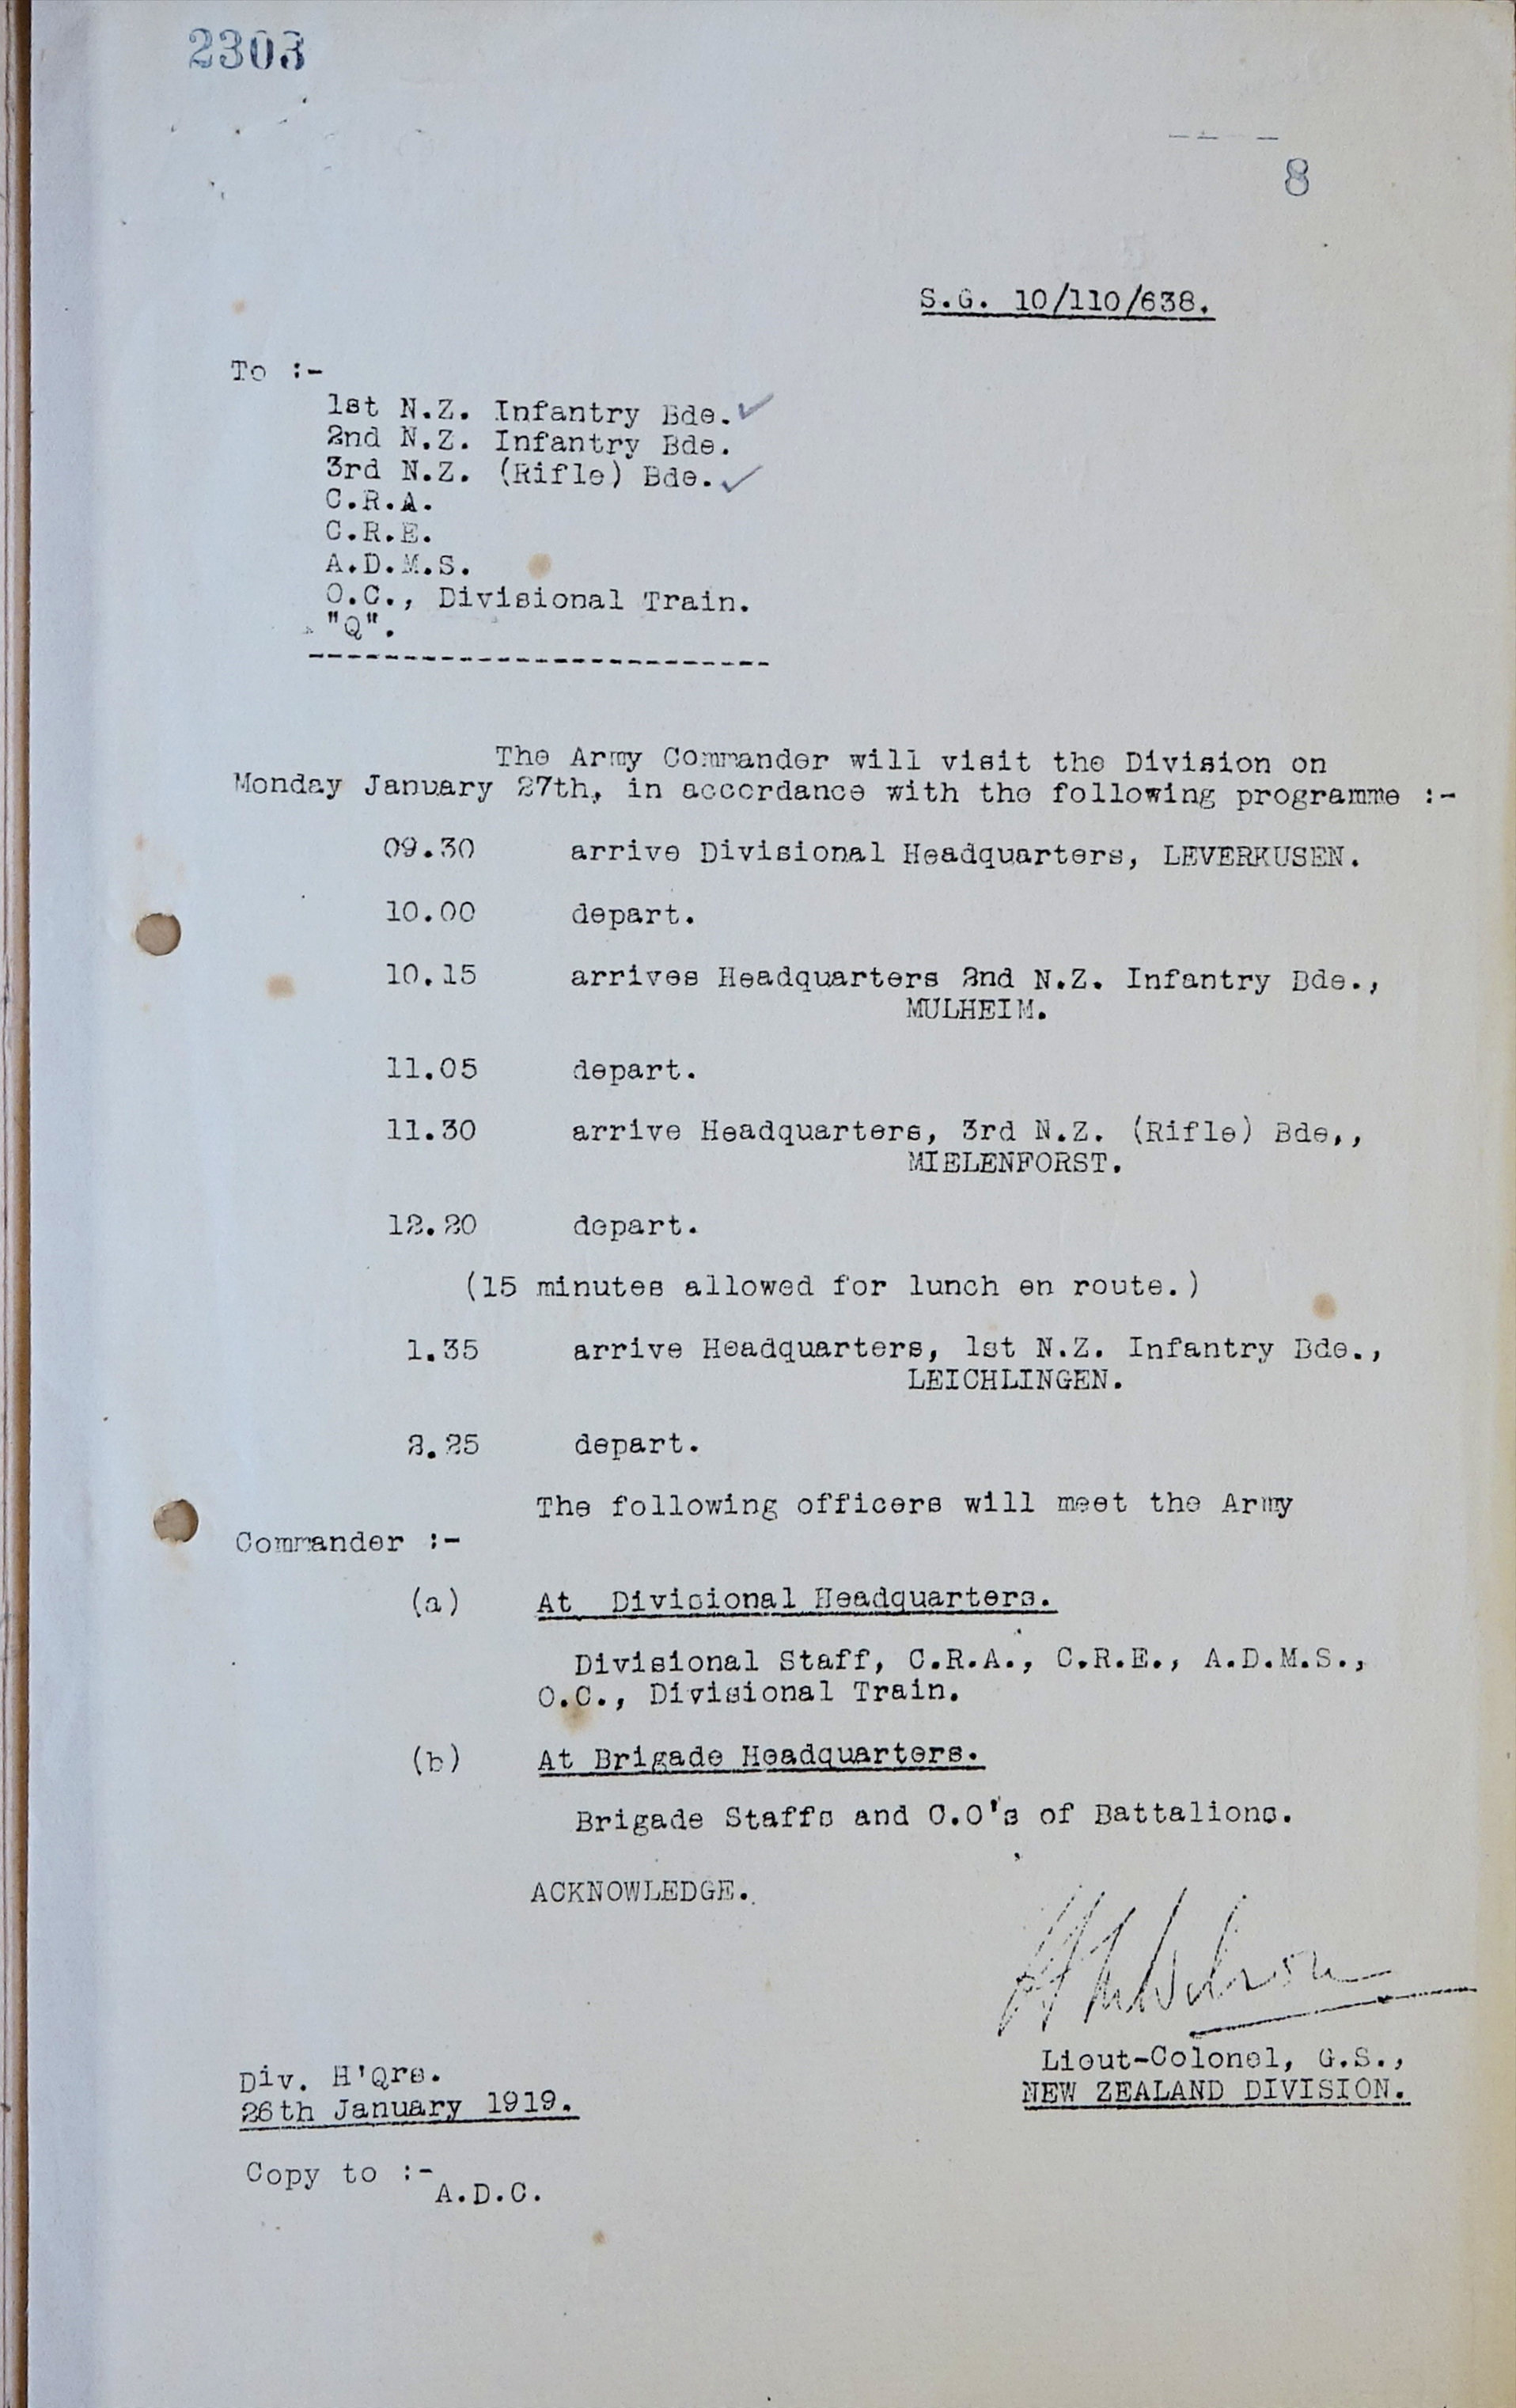 2303
8
S.G. 10/110/638.
To :-
1st N.Z. Infantry Bde.
2nd N.Z. Infantry Bde.
3rd N.Z. (Rifle) Bde.
C.R.A.
C.R.E.
A.D.M.S.
O.C., Divisional Train.
"Q".
The Army Commander will visit the Division on
Monday January 27th, in accordance with the following programme :-
09.30 arrive Divisional Headquarters, LEVERKUSEN.
10.00 depart.
10.15 arrives Headquarters 2nd N.Z. Infantry Bde.,
MULHEIM.
11.05 depart.
11.30 arrive Headquarters, 3rd N.Z. (Rifle) Bde.,
MIELENFORST.
12.20 depart.
(15 minutes allowed for lunch en route.)
1.35 arrive Headquarters, 1st N.Z. Infantry Bde.,
LEICHLINGEN.
2.25 depart.
The following officers will meet the Army
Commander :-
(a) At Divisional Headquarters.
Divisional Staff, C.R.A., C.R.E., A.D.M.S.,
O.C., Divisional Train.
(b) At Brigade Headquarters.
Brigade Staffs and C.O's of Battalions.
ACKNOWLEDGE.
Lieut-Colonel, G.S.,
NEW ZEALAND DIVISION.
Div. H'Qrs.
26th January 1919.
Copy to :-
A.D.C.